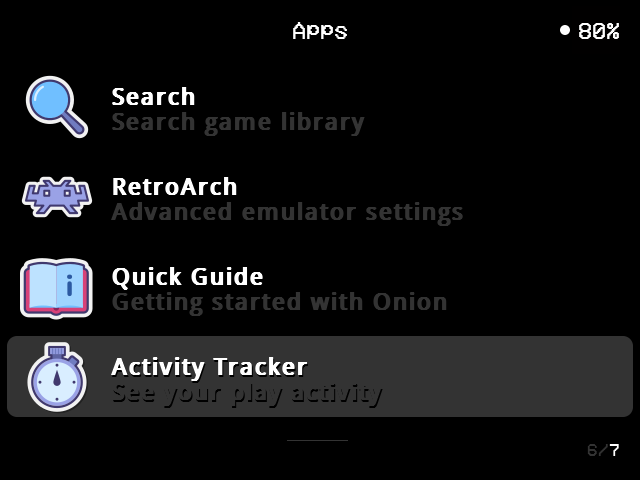 Apps
80%
Search
Search game library
RetroArch
Advanced emulator settings
i
Quick Guide
Getting started with Onion
Activity Tracker
See your play activity
6/7